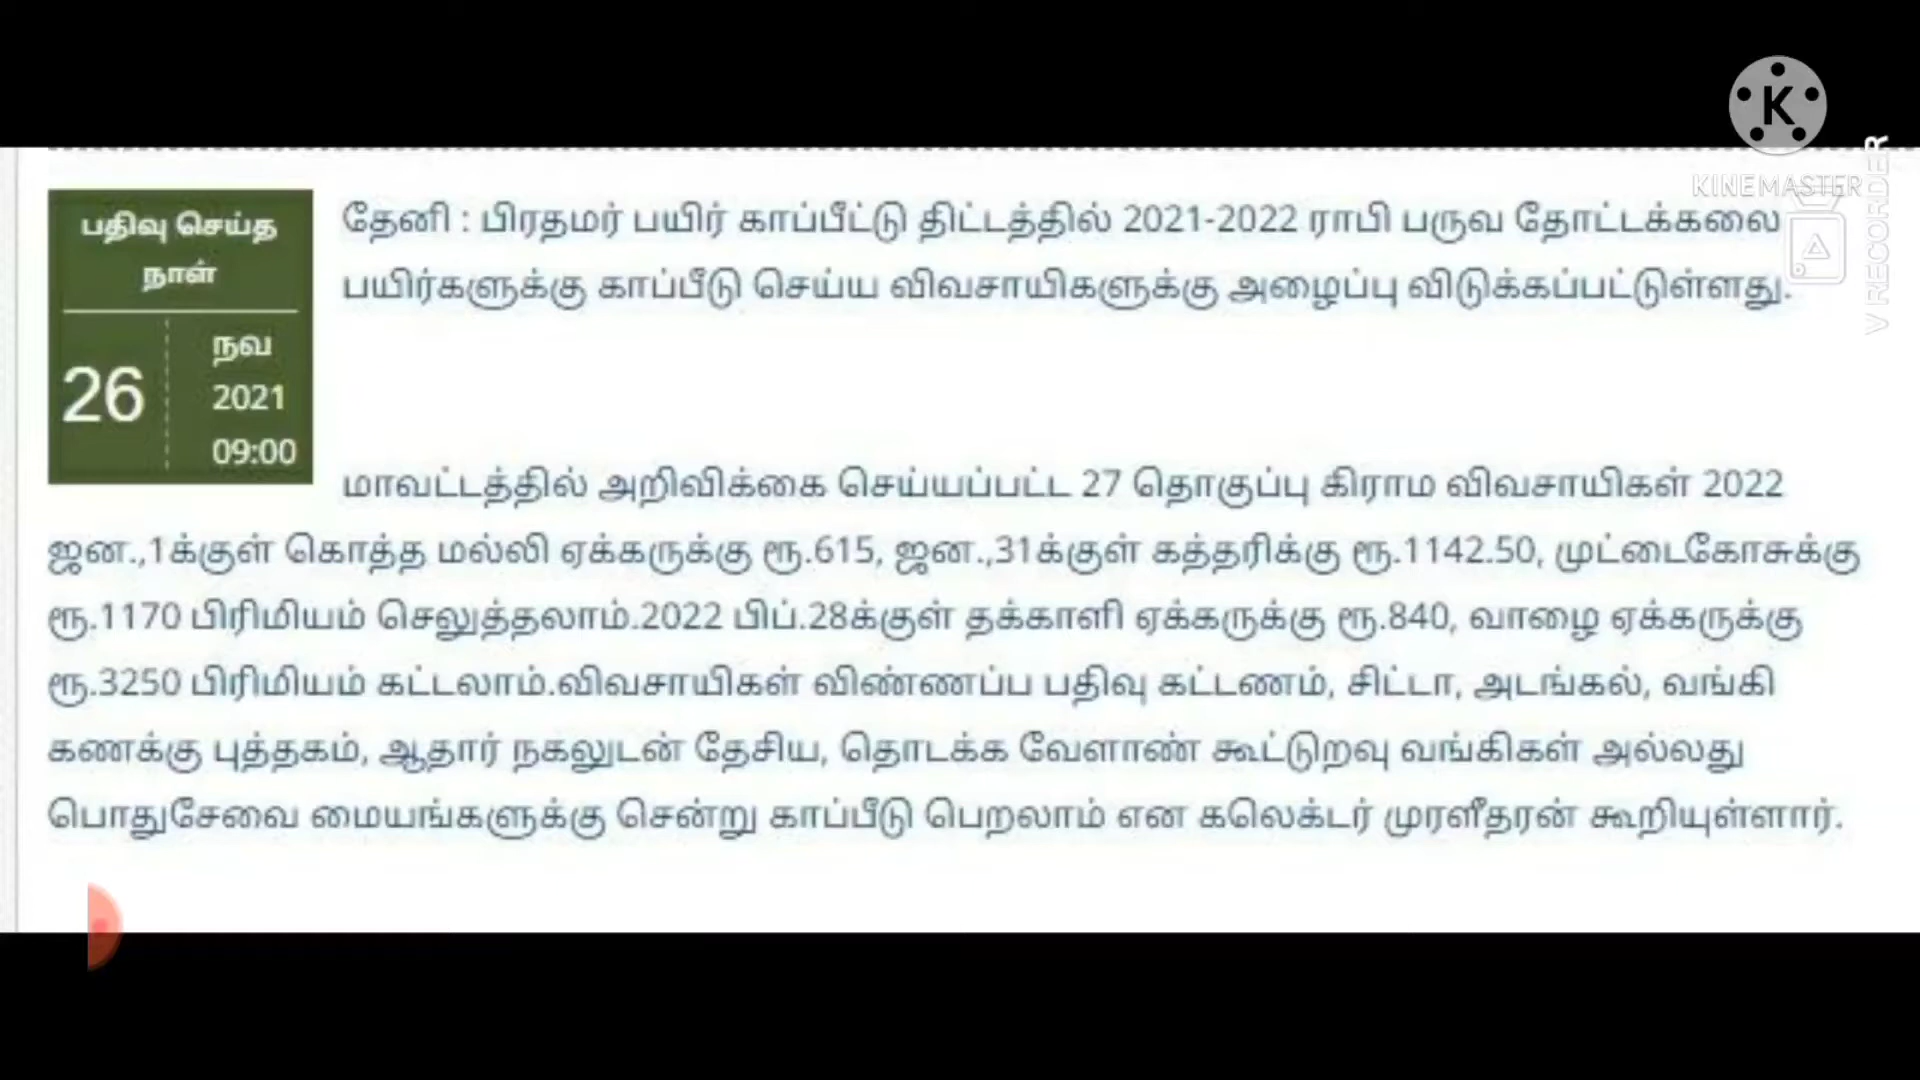 K
KINEMASTER
V RECORDER
பதிவு செய்த
நாள்
26
நவ
2021
09:00
தேனி : பிரதமர் பயிர் காப்பீட்டு திட்டத்தில் 2021-2022 ராபி பருவ தோட்டக்கலை
பயிர்களுக்கு காப்பீடு செய்ய விவசாயிகளுக்கு அழைப்பு விடுக்கப்பட்டுள்ளது.
மாவட்டத்தில் அறிவிக்கை செய்யப்பட்ட 27 தொகுப்பு கிராம விவசாயிகள் 2022
ஜன.,1க்குள் கொத்த மல்லி ஏக்கருக்கு ரூ.615, ஜன.,31க்குள் கத்தரிக்கு ரூ.1142.50, முட்டைகோசுக்கு
ரூ.1170 பிரிமியம் செலுத்தலாம்.2022 பிப்.28க்குள் தக்காளி ஏக்கருக்கு ரூ.840, வாழை ஏக்கருக்கு
ரூ.3250 பிரிமியம் கட்டலாம்.விவசாயிகள் விண்ணப்ப பதிவு கட்டணம், சிட்டா, அடங்கல், வங்கி
கணக்கு புத்தகம், ஆதார் நகலுடன் தேசிய, தொடக்க வேளாண் கூட்டுறவு வங்கிகள் அல்லது
பொதுசேவை மையங்களுக்கு சென்று காப்பீடு பெறலாம் என கலெக்டர் முரளீதரன் கூறியுள்ளார்.